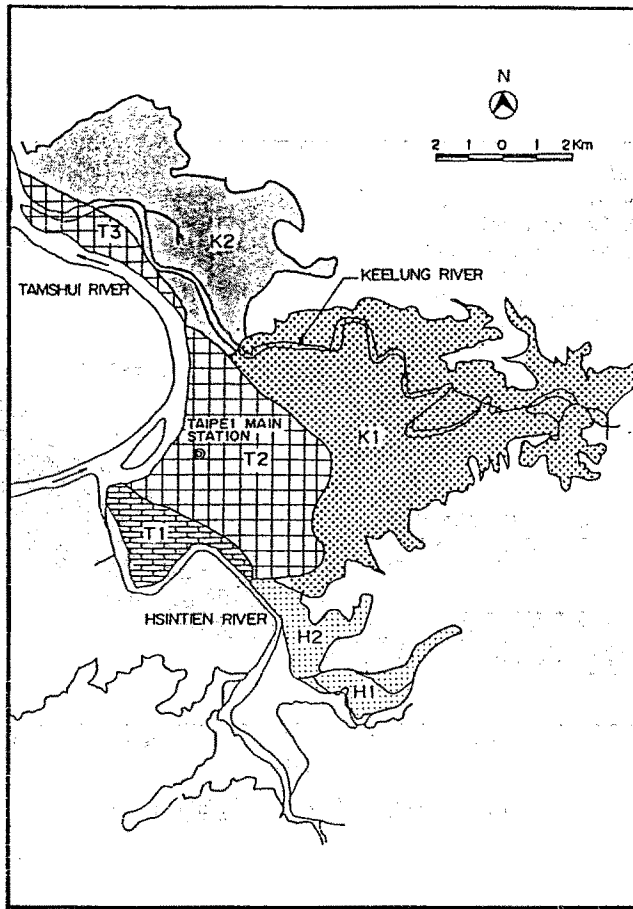 N
2 1 0 1 2Km
T3
K2
KEELUNG RIVER
TAMSHUI RIVER
TAIPEI MAIN
STATION
K1
T2
T1
HSINTIEN RIVER
H2
H1